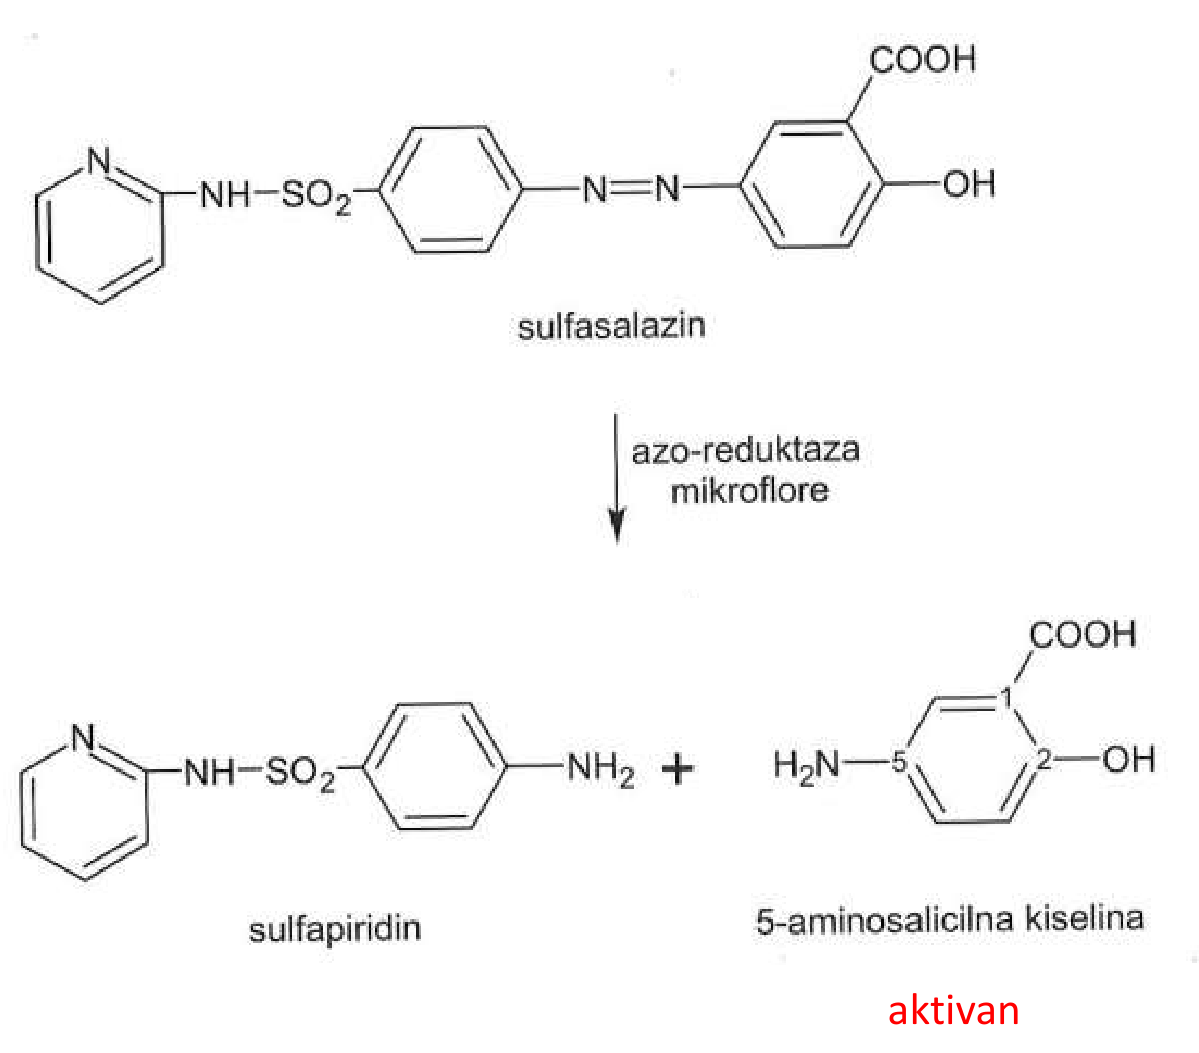 COOH
N
NH-SO2
N=N
OH
sulfasalazin
azo-reduktaza
mikroflore
COOH
N
NH-SO2
NH2
+
H2N
5
1
2
OH
sulfapiridin
5-aminosalicilna kiselina
aktivan